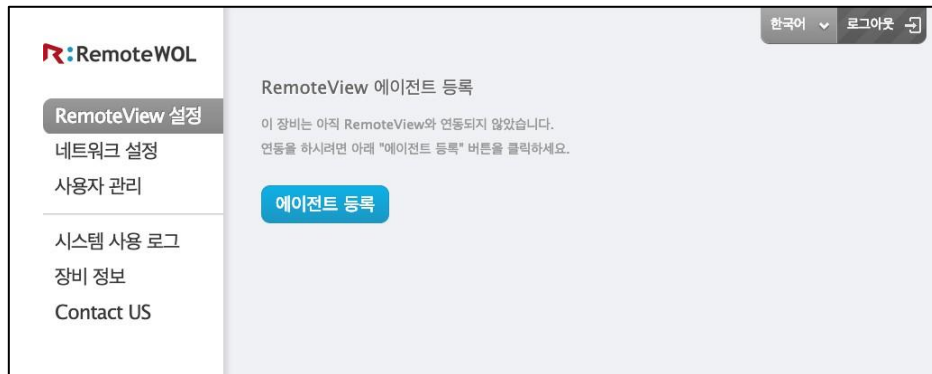 한국어
로그아웃
RemoteWOL
RemoteView 설정
네트워크 설정
사용자 관리
시스템 사용 로그
장비 정보
Contact US
RemoteView 에이전트 등록
이 장비는 아직 RemoteView와 연동되지 않았습니다.
연동을 하시려면 아래 "에이전트 등록" 버튼을 클릭하세요.
에이전트 등록